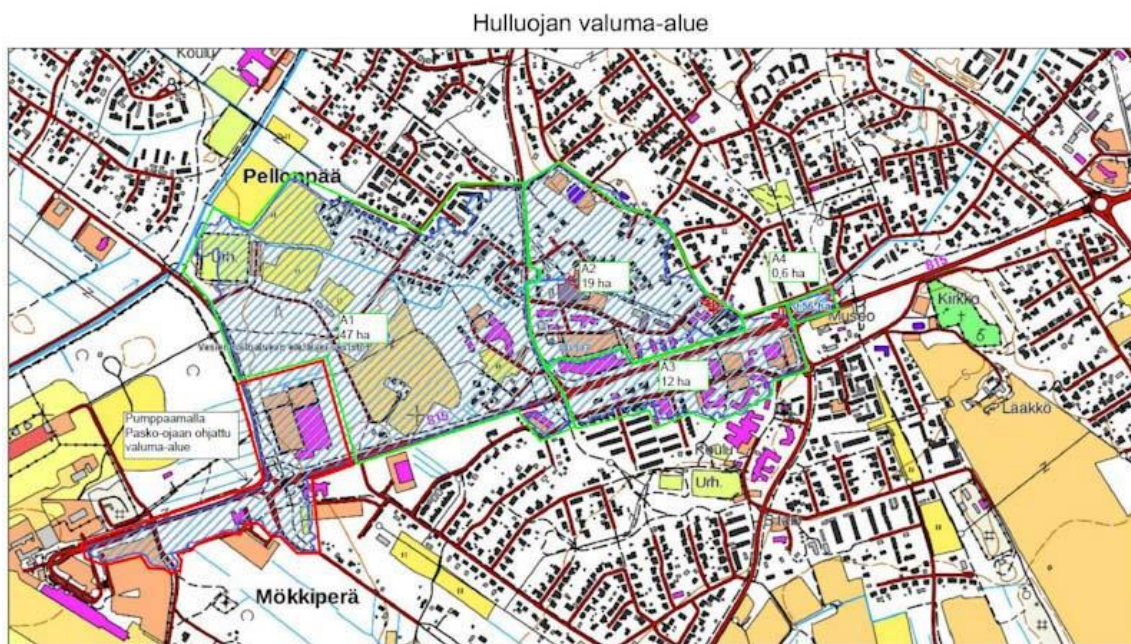 Hulluojan valuma-alue
Koulu
Pellonpää
Urh.
A2
19 ha
A4
0,6 ha
815
Kirkko
Museo
A1
47 ha
A3
12 ha
815
Pumppaamalla
Pasko-ojaan ohjattu
valuma-alue
Koulu
Urh.
Mökkiperä